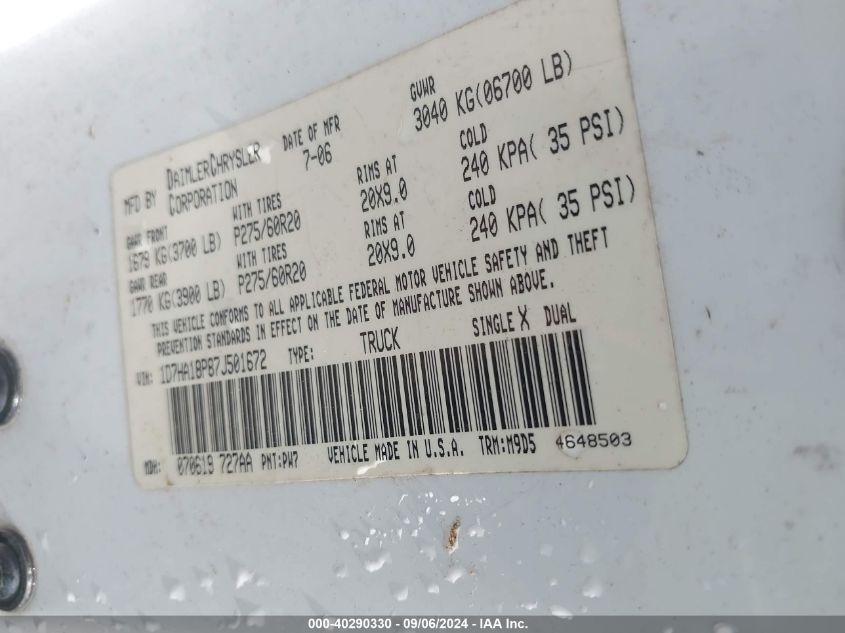 MFD BY DAIMLERCHRYSLER CORPORATION DATE OF MFR 7-06 GVWR 3040 KG(06700 LB)
GAWR FRONT 1679 KG(3700 LB) WITH TIRES P275/60R20 RIMS AT 20X9.0 COLD 240 KPA( 35 PSI)
GAWR REAR 1770 KG(3900 LB) WITH TIRES P275/60R20 RIMS AT 20X9.0 COLD 240 KPA( 35 PSI)
THIS VEHICLE CONFORMS TO ALL APPLICABLE FEDERAL MOTOR VEHICLE SAFETY AND THEFT
PREVENTION STANDARDS IN EFFECT ON THE DATE OF MANUFACTURE SHOWN ABOVE.
VIN: 1D7HA18P87J501672 TYPE: TRUCK SINGLE X DUAL
MDH: 070619 727AA PNT:PW7 VEHICLE MADE IN U.S.A. TRM:M9D5 4648503
000-40290330 - 09/06/2024 - IAA Inc.